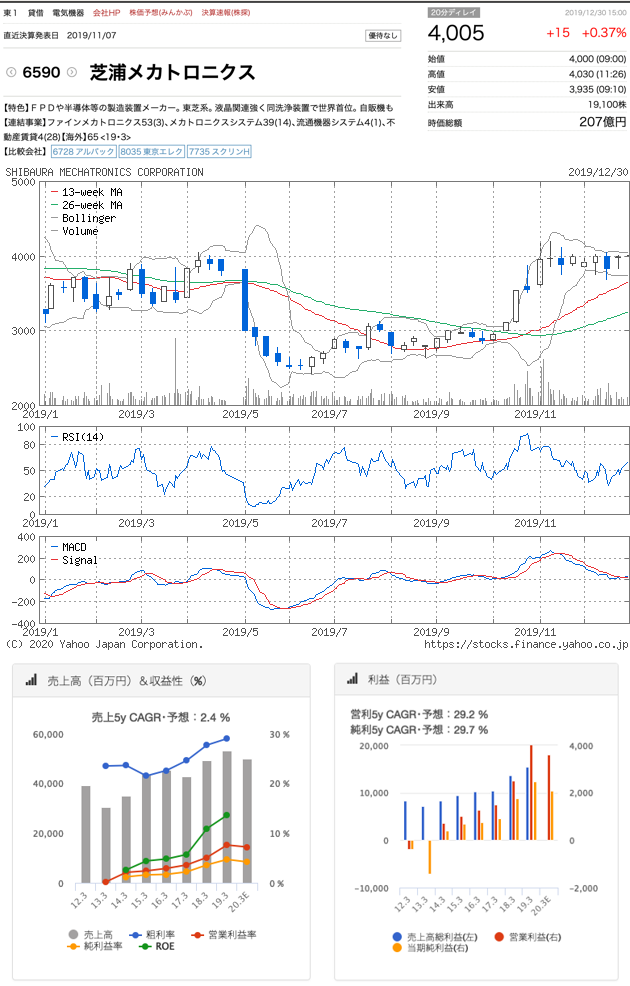 東１ 貸借 電気機器 会社HP 株価予想(みんかぶ) 決算速報(株探)
直近決算発表日 2019/11/07 優待なし
6590 芝浦メカトロニクス
【特色】ＦＰＤや半導体等の製造装置メーカー。東芝系。液晶関連強く同洗浄装置で世界首位。自販機も
【連結事業】ファインメカトロニクス53(3)、メカトロニクスシステム39(14)、流通機器システム4(1)、不
動産賃貸4(28)【海外】65 <19・3>
【比較会社】 6728 アルバック 8035 東京エレク 7735 スクリンH
20分ディレイ 2019/12/30 15:00
4,005 +15 +0.37%
始値 4,000 (09:00)
高値 4,030 (11:26)
安値 3,935 (09:10)
出来高 19,100株
時価総額 207億円
SHIBAURA MECHATRONICS CORPORATION 2019/12/30
5000
13-week MA
26-week MA
Bollinger
Volume
4000
3000
2000
2019/1 2019/3 2019/5 2019/7 2019/9 2019/11
100
RSI(14)
80
50
20
0
2019/1 2019/3 2019/5 2019/7 2019/9 2019/11
400
MACD
Signal
200
0
-200
-400
2019/1 2019/3 2019/5 2019/7 2019/9 2019/11
(C) 2020 Yahoo Japan Corporation. https://stocks.finance.yahoo.co.jp
売上高（百万円）＆収益性（%）
売上5y CAGR・予想：2.4 %
60,000 30 %
40,000 20 %
20,000 10 %
0 0 %
12.3 13.3 14.3 15.3 16.3 17.3 18.3 19.3 20.3E
売上高 粗利率 営業利益率
純利益率 ROE
利益（百万円）
営利5y CAGR・予想：29.2 %
純利5y CAGR・予想：29.7 %
20,000 4,000
10,000 2,000
0 0
-10,000 -2,000
12.3 13.3 14.3 15.3 16.3 17.3 18.3 19.3 20.3E
売上高総利益(左) 営業利益(右)
当期純利益(右)